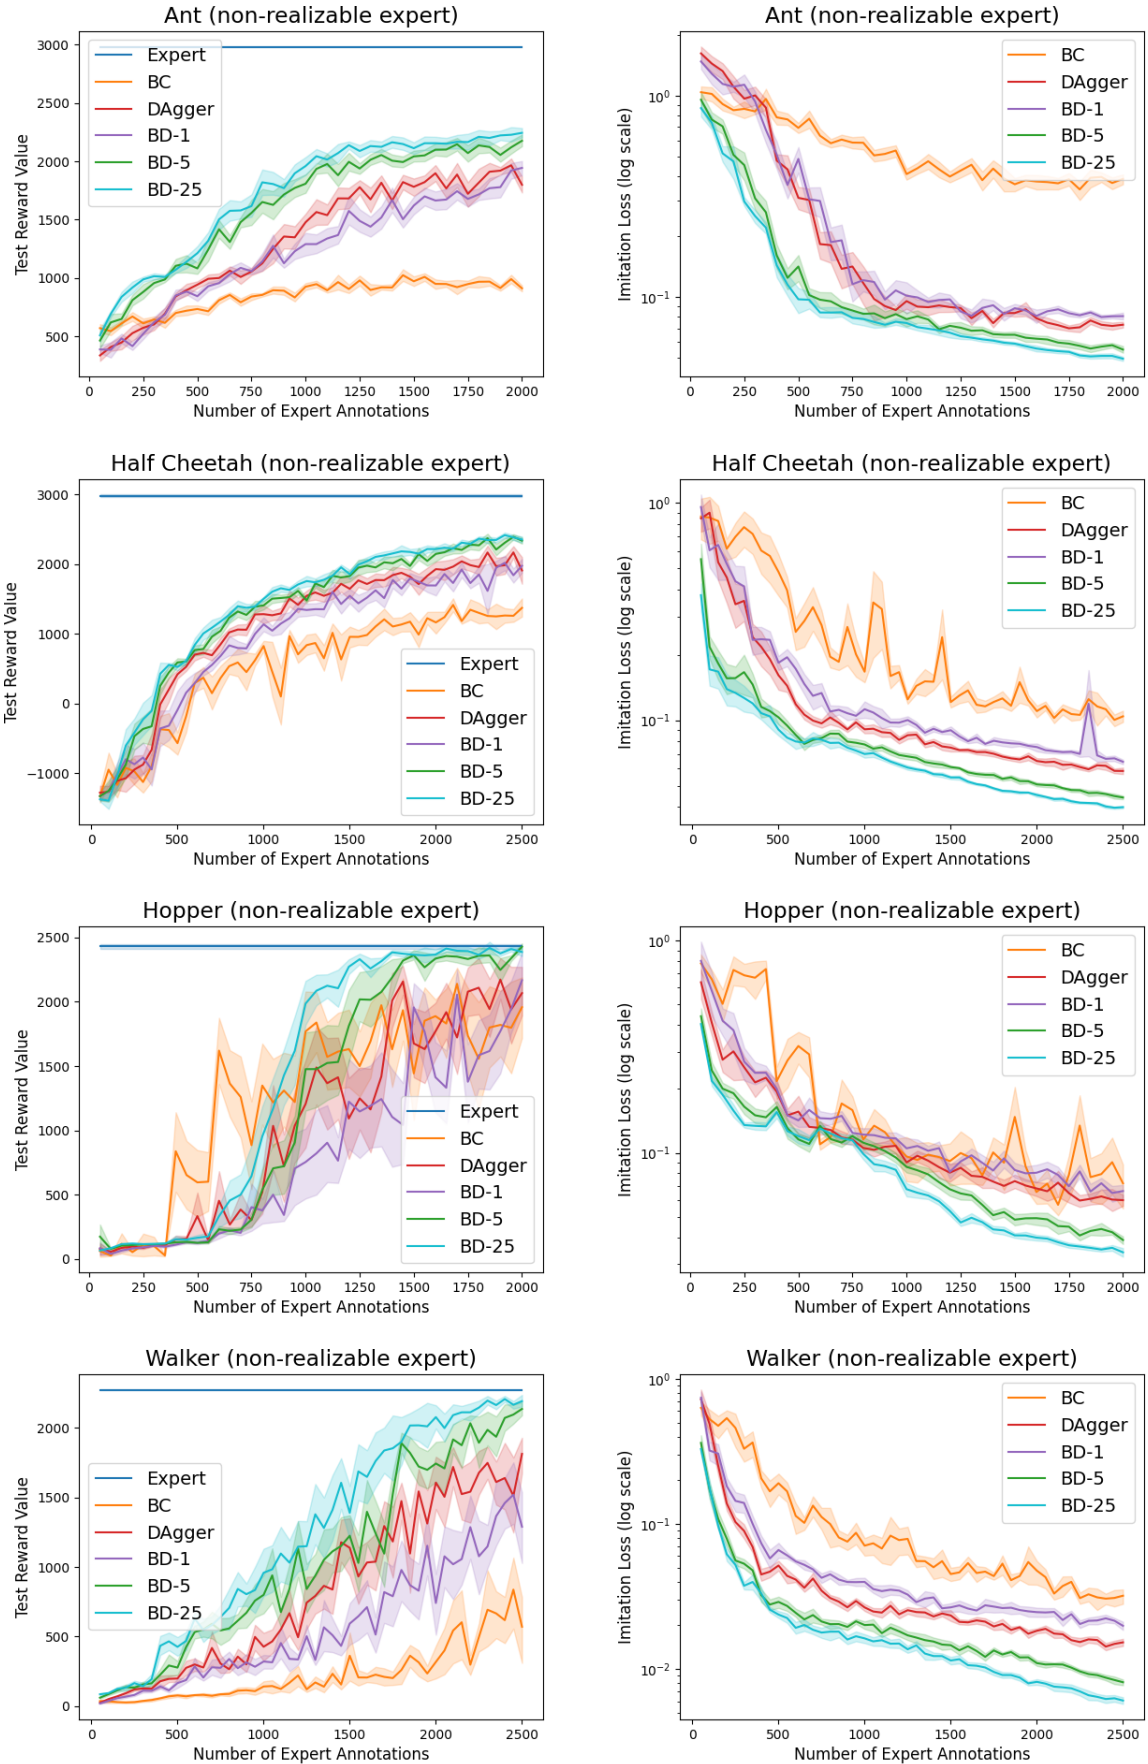 Ant (non-realizable expert)
Test Reward Value
3000
2500
2000
1500
1000
500
Expert
BC
DAgger
BD-1
BD-5
BD-25
0 250 500 750 1000 1250 1500 1750 2000
Number of Expert Annotations
Ant (non-realizable expert)
Imitation Loss (log scale)
10⁰
10⁻¹
BC
DAgger
BD-1
BD-5
BD-25
0 250 500 750 1000 1250 1500 1750 2000
Number of Expert Annotations
Half Cheetah (non-realizable expert)
Test Reward Value
3000
2000
1000
0
−1000
Expert
BC
DAgger
BD-1
BD-5
BD-25
0 500 1000 1500 2000 2500
Number of Expert Annotations
Half Cheetah (non-realizable expert)
Imitation Loss (log scale)
10⁰
10⁻¹
BC
DAgger
BD-1
BD-5
BD-25
0 500 1000 1500 2000 2500
Number of Expert Annotations
Hopper (non-realizable expert)
Test Reward Value
2500
2000
1500
1000
500
0
Expert
BC
DAgger
BD-1
BD-5
BD-25
0 250 500 750 1000 1250 1500 1750 2000
Number of Expert Annotations
Hopper (non-realizable expert)
Imitation Loss (log scale)
10⁰
10⁻¹
BC
DAgger
BD-1
BD-5
BD-25
0 250 500 750 1000 1250 1500 1750 2000
Number of Expert Annotations
Walker (non-realizable expert)
Test Reward Value
2000
1500
1000
500
0
Expert
BC
DAgger
BD-1
BD-5
BD-25
0 500 1000 1500 2000 2500
Number of Expert Annotations
Walker (non-realizable expert)
Imitation Loss (log scale)
10⁰
10⁻¹
10⁻²
BC
DAgger
BD-1
BD-5
BD-25
0 500 1000 1500 2000 2500
Number of Expert Annotations